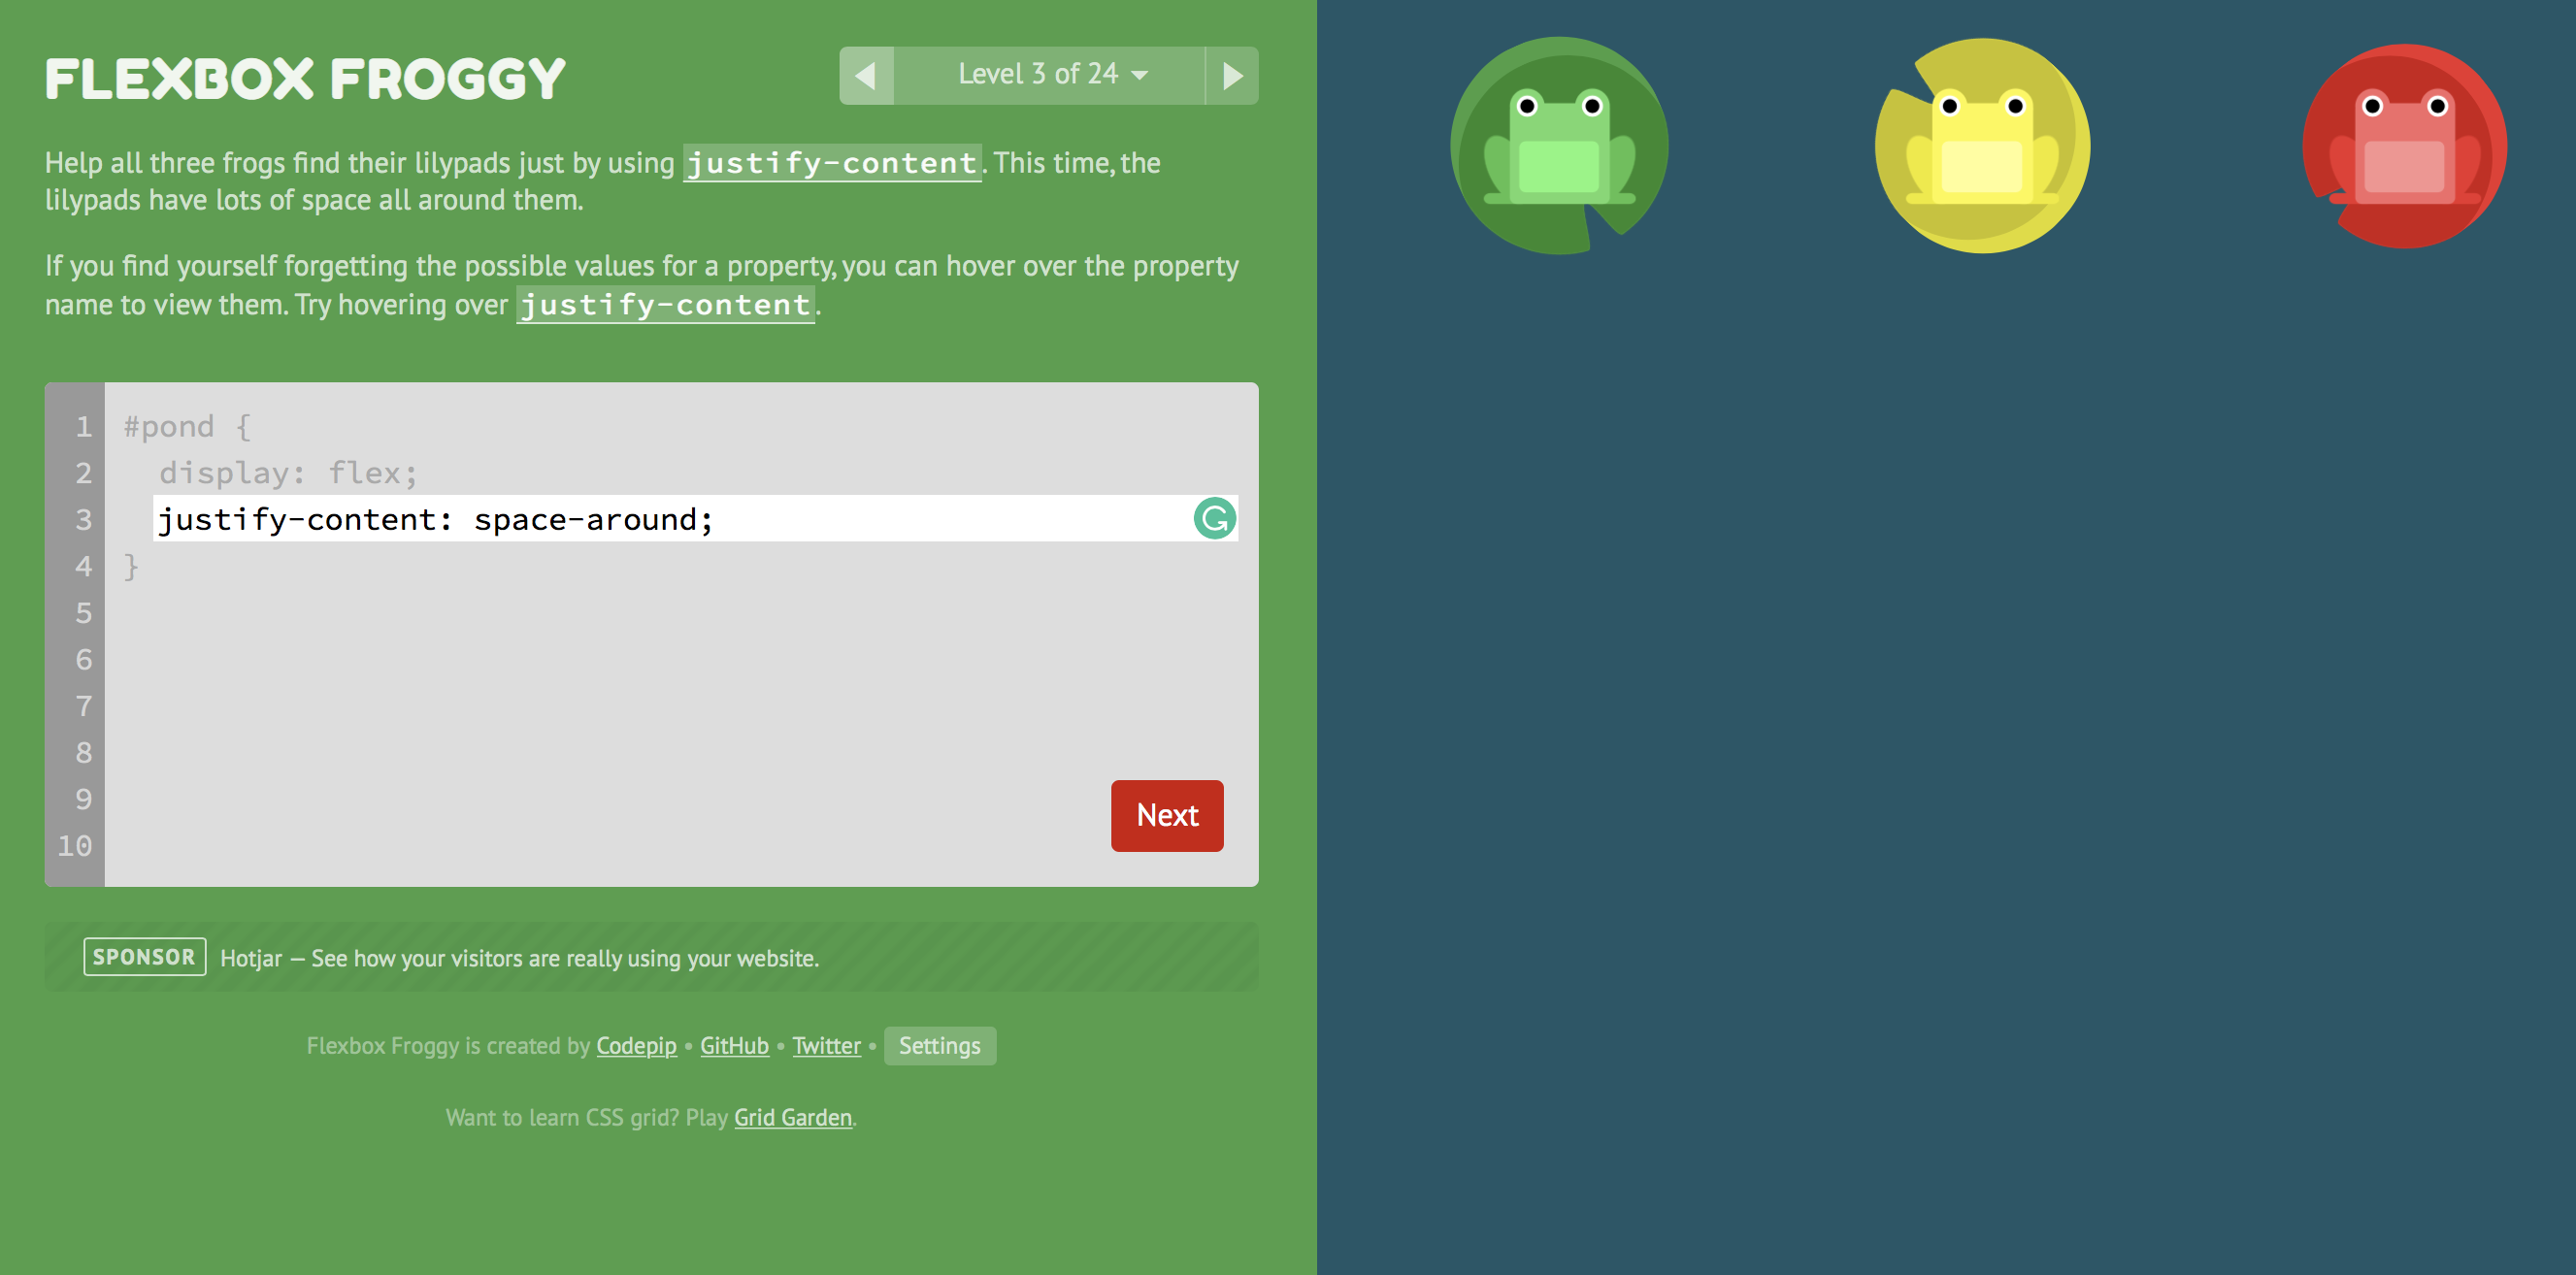 FLEXBOX FROGGY
Level 3 of 24
Help all three frogs find their lilypads just by using justify-content. This time, the
lilypads have lots of space all around them.
If you find yourself forgetting the possible values for a property, you can hover over the property
name to view them. Try hovering over justify-content.
1 #pond {
2 display: flex;
3 justify-content: space-around;
4 }
5
6
7
8
9
10
Next
SPONSOR Hotjar — See how your visitors are really using your website.
Flexbox Froggy is created by Codepip • GitHub • Twitter • Settings
Want to learn CSS grid? Play Grid Garden.